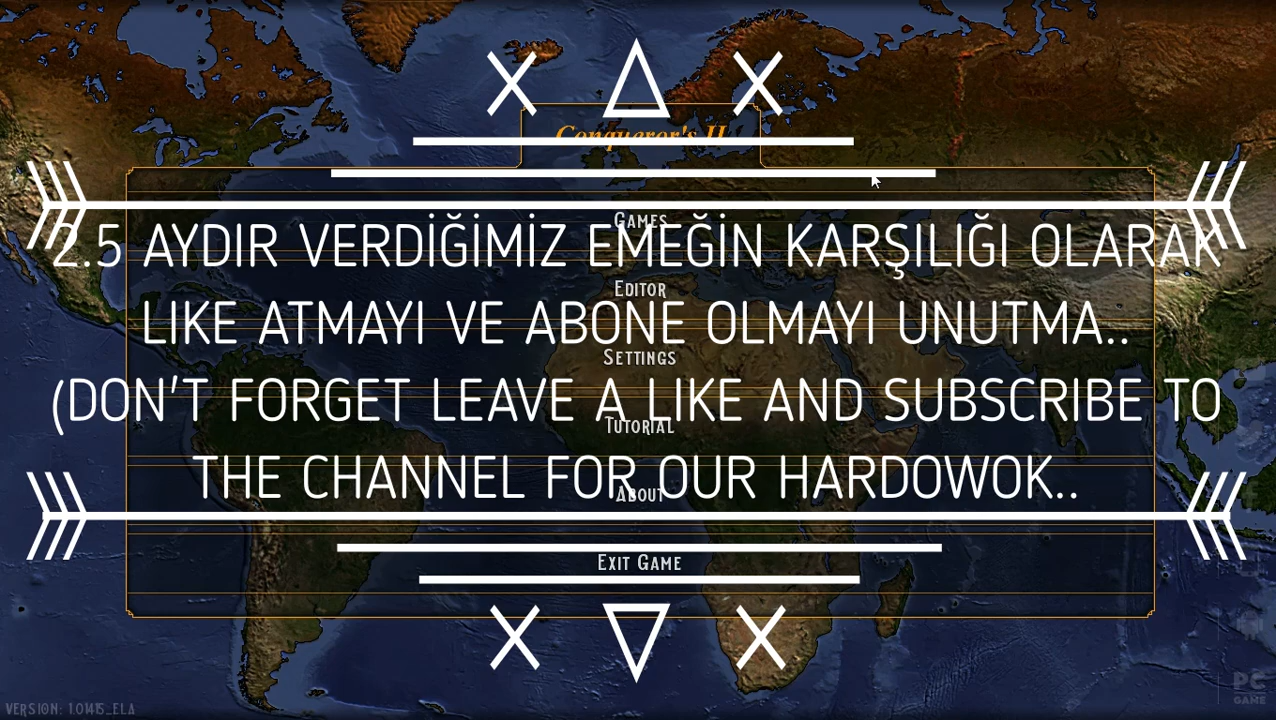 Conqueror's II
Games
2.5 AYDIR VERDİĞİMİZ EMEĞİN KARŞILIĞI OLARAK
Editor
LIKE ATMAYI VE ABONE OLMAYI UNUTMA..
Settings
(DON'T FORGET LEAVE A LIKE AND SUBSCRIBE TO
Tutorial
THE CHANNEL FOR OUR HARDOWOK..
About
Exit Game
VERSION: 1.01415_ELA
PC
GAME